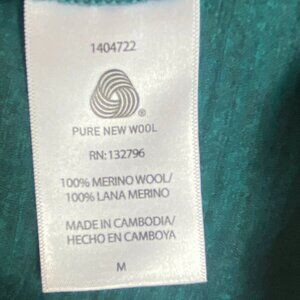 1404722
®
PURE NEW WOOL
RN:132796
100% MERINO WOOL/
100% LANA MERINO
MADE IN CAMBODIA/
HECHO EN CAMBOYA
M